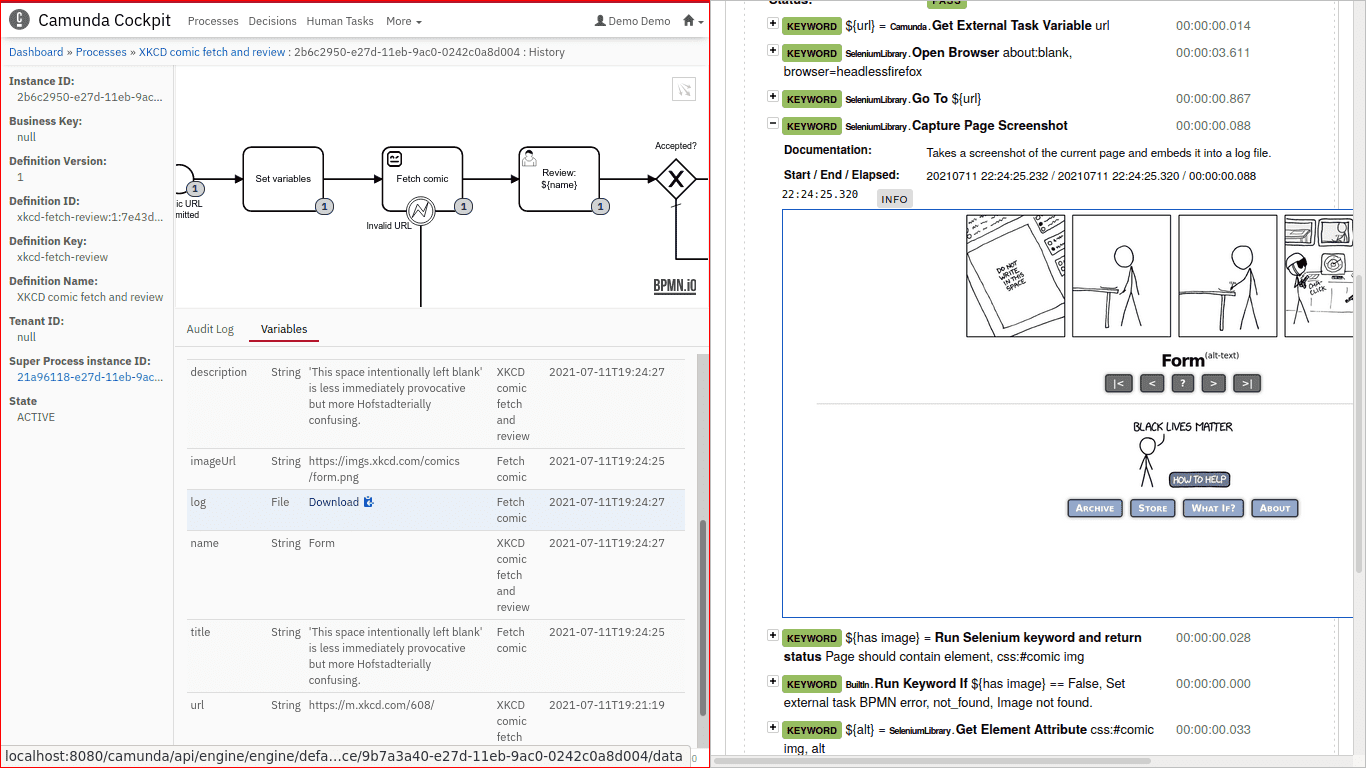 Camunda Cockpit
Processes
Decisions
Human Tasks
More
Demo Demo
Dashboard » Processes » XKCD comic fetch and review : 2b6c2950-e27d-11eb-9ac0-0242c0a8d004 : History
Instance ID:
2b6c2950-e27d-11eb-9ac...
Business Key:
null
Definition Version:
1
Definition ID:
xkcd-fetch-review:1:7e43d...
Definition Key:
xkcd-fetch-review
Definition Name:
XKCD comic fetch and review
Tenant ID:
null
Super Process instance ID:
21a96118-e27d-11eb-9ac...
State
ACTIVE
1
ic URL
mitted
Set variables
1
Fetch comic
1
Invalid URL
Review:
${name}
1
Accepted?
X
BPMN.iO
Audit Log
Variables
description String 'This space intentionally left blank' XKCD 2021-07-11T19:24:27
is less immediately provocative comic
but more Hofstadterially fetch
confusing. and
review
imageUrl String https://imgs.xkcd.com/comics Fetch 2021-07-11T19:24:25
/form.png comic
log File Download Fetch 2021-07-11T19:24:27
comic
name String Form XKCD 2021-07-11T19:24:27
comic
fetch
and
review
title String 'This space intentionally left blank' Fetch 2021-07-11T19:24:25
is less immediately provocative comic
but more Hofstadterially
confusing.
url String https://m.xkcd.com/608/ XKCD 2021-07-11T19:21:19
comic
fetch
localhost:8080/camunda/api/engine/engine/defa...ce/9b7a3a40-e27d-11eb-9ac0-0242c0a8d004/data
0
Status: PASS
KEYWORD ${url} = Camunda.Get External Task Variable url 00:00:00.014
KEYWORD SeleniumLibrary.Open Browser about:blank, 00:00:03.611
browser=headlessfirefox
KEYWORD SeleniumLibrary.Go To ${url} 00:00:00.867
KEYWORD SeleniumLibrary.Capture Page Screenshot 00:00:00.088
Documentation: Takes a screenshot of the current page and embeds it into a log file.
Start / End / Elapsed: 20210711 22:24:25.232 / 20210711 22:24:25.320 / 00:00:00.088
22:24:25.320 INFO
DO NOT
WRITE
IN THIS
SPACE
CHA-
CLICK
Form(alt-text)
|< < ? > >|
BLACK LIVES MATTER
HOW TO HELP
Archive Store What If? About
KEYWORD ${has image} = Run Selenium keyword and return 00:00:00.028
status Page should contain element, css:#comic img
KEYWORD BuiltIn.Run Keyword If ${has image} == False, Set 00:00:00.000
external task BPMN error, not_found, Image not found.
KEYWORD ${alt} = SeleniumLibrary.Get Element Attribute css:#comic 00:00:00.033
img, alt